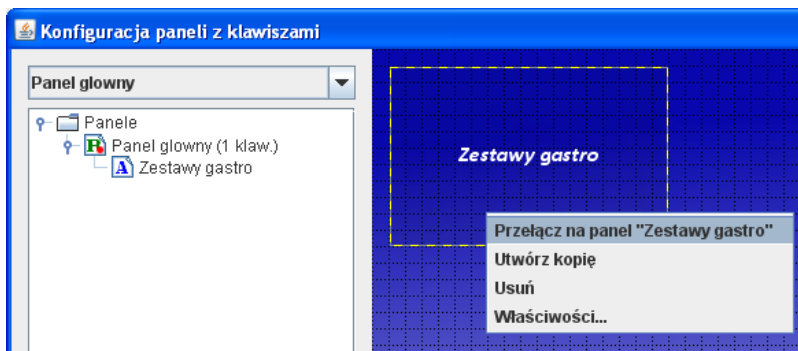 Konfiguracja paneli z klawiszami
Panel glowny
Panele
R Panel glowny (1 klaw.)
A Zestawy gastro
Zestawy gastro
Przełącz na panel "Zestawy gastro"
Utwórz kopię
Usuń
Właściwości...